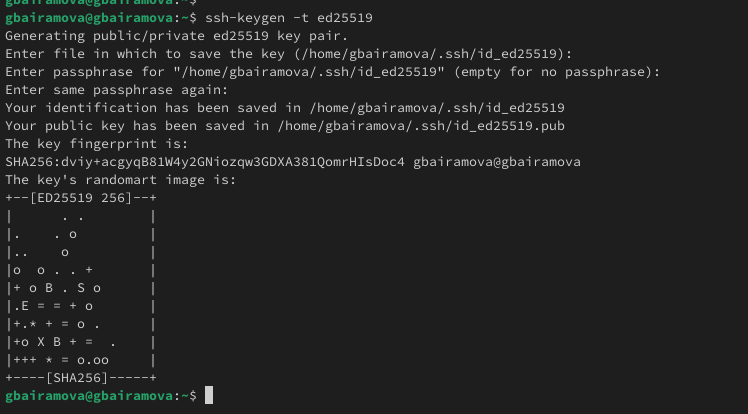 gbairamova@gbairamova:~$
gbairamova@gbairamova:~$ ssh-keygen -t ed25519
Generating public/private ed25519 key pair.
Enter file in which to save the key (/home/gbairamova/.ssh/id_ed25519):
Enter passphrase for "/home/gbairamova/.ssh/id_ed25519" (empty for no passphrase):
Enter same passphrase again:
Your identification has been saved in /home/gbairamova/.ssh/id_ed25519
Your public key has been saved in /home/gbairamova/.ssh/id_ed25519.pub
The key fingerprint is:
SHA256:dviy+acgyqB81W4y2GNiozqw3GDXA381QomrHIsDoc4 gbairamova@gbairamova
The key's randomart image is:
+--[ED25519 256]--+
|      . .        |
|.    . o         |
|..    o          |
|o  o . . +       |
|+ o B . S o      |
|.E = = + o       |
|+.* + = o .      |
|+o X B + =  .    |
|+++ * = o.oo     |
+----[SHA256]-----+
gbairamova@gbairamova:~$